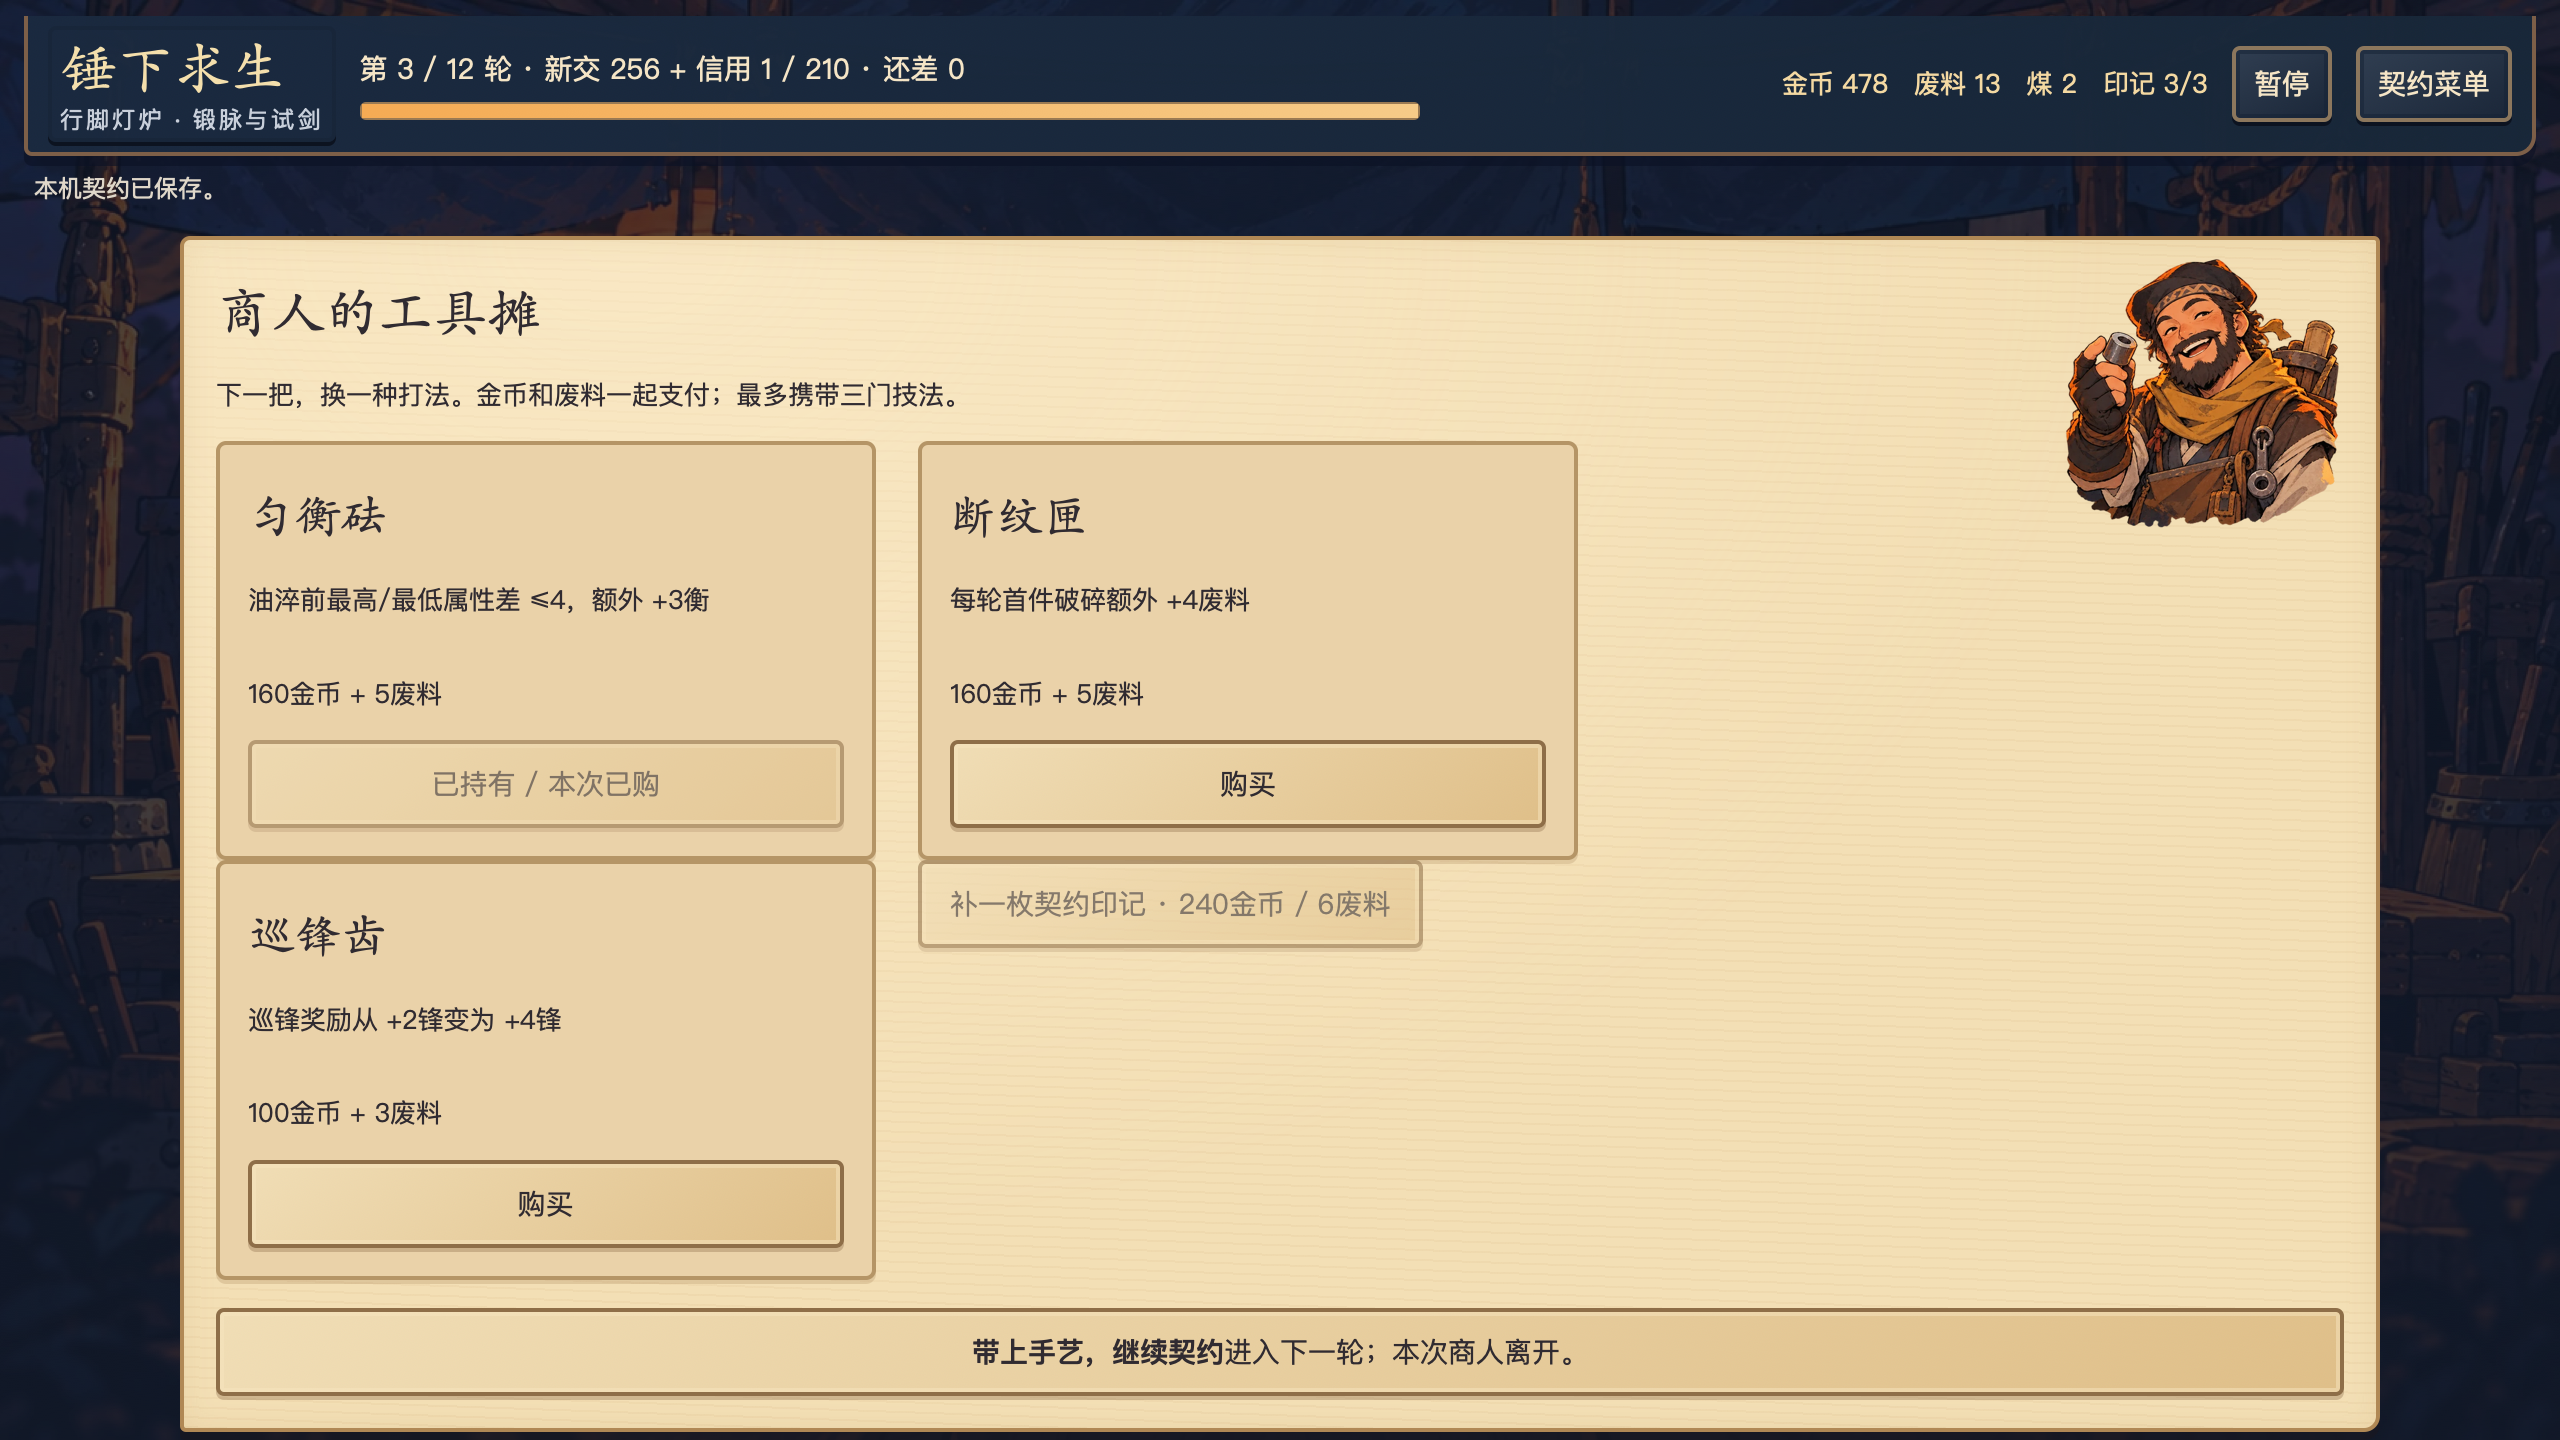 锤下求生
行脚灯炉 · 锻脉与试剑
第 3 / 12 轮 · 新交 256 + 信用 1 / 210 · 还差 0
金币 478 废料 13 煤 2 印记 3/3
暂停
契约菜单
本机契约已保存。
商人的工具摊
下一把，换一种打法。金币和废料一起支付；最多携带三门技法。
匀衡砝
油淬前最高/最低属性差 ≤4，额外 +3衡
160金币 + 5废料
已持有 / 本次已购
断纹匣
每轮首件破碎额外 +4废料
160金币 + 5废料
购买
巡锋齿
巡锋奖励从 +2锋变为 +4锋
100金币 + 3废料
购买
补一枚契约印记 · 240金币 / 6废料
带上手艺，继续契约进入下一轮；本次商人离开。